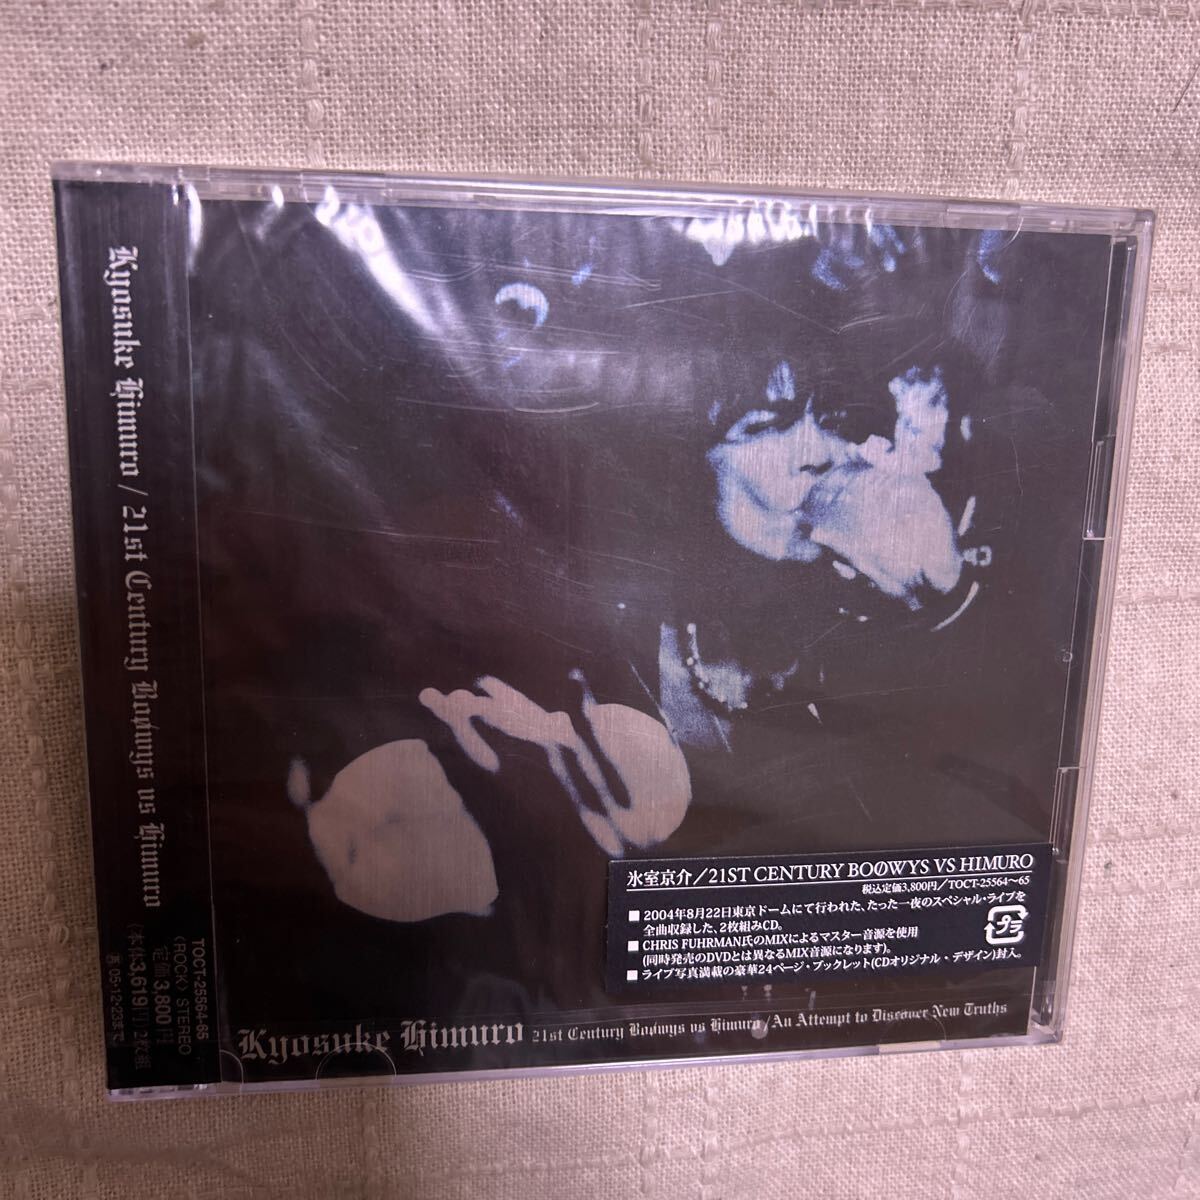 Kyosuke Himuro / 21st Century Boøwys vs Himuro
TOCT-25564·65
〈ROCK〉 STEREO
定価3,800円
〈本体3,619円〉/2枚組
05·12·23まで
氷室京介／21ST CENTURY BOØWYS VS HIMURO
税込定価3,800円／TOCT-25564～65
■ 2004年8月22日東京ドームにて行われた、たった一夜のスペシャル・ライブを
全曲収録した、2枚組みCD。
■ CHRIS FUHRMAN氏のMIXによるマスター音源を使用
(同時発売のDVDとは異なるMIX音源になります)。
■ ライブ写真満載の豪華24ページ・ブックレット(CDオリジナル・デザイン)封入。
プラ
Kyosuke Himuro 21st Century Boøwys vs Himuro /An Attempt to Discover New Truths